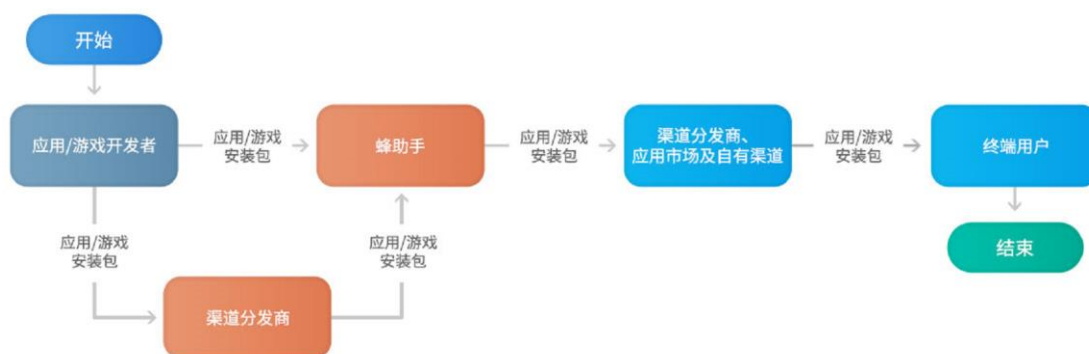 开始
应用/游戏开发者
应用/游戏
安装包
蜂助手
应用/游戏
安装包
渠道分发商、
应用市场及自有渠道
应用/游戏
安装包
终端用户
应用/游戏
安装包
应用/游戏
安装包
结束
渠道分发商